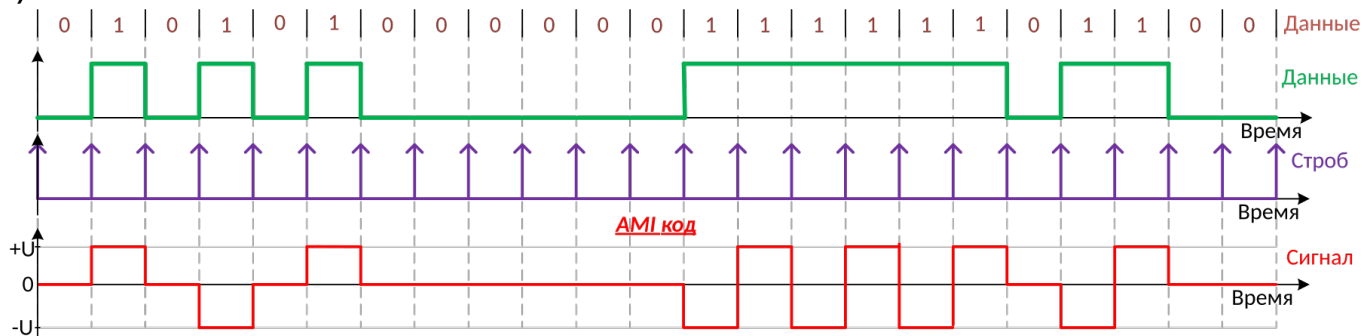 0 1 0 1 0 1 0 0 0 0 0 0 1 1 1 1 1 1 0 1 1 0 0 Данные
Данные
Время
Строб
Время
AMI код
+U
Сигнал
0
Время
-U